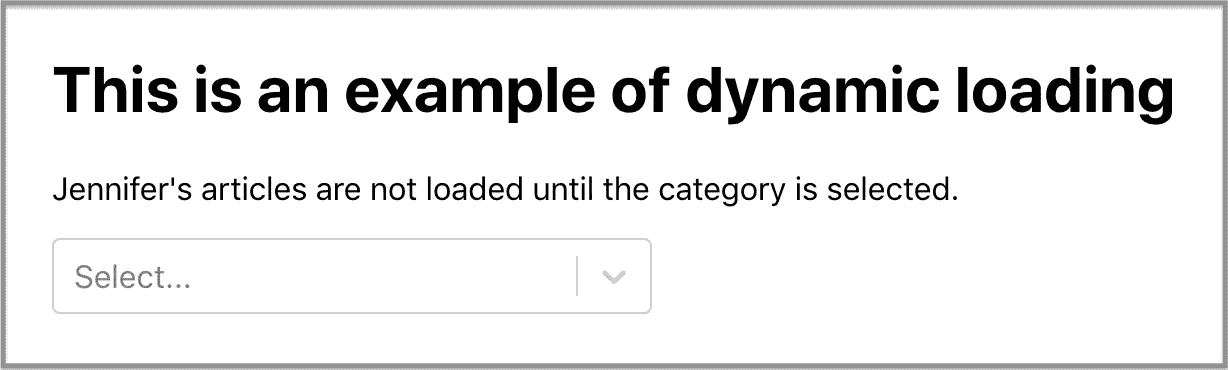 This is an example of dynamic loading
Jennifer's articles are not loaded until the category is selected.
Select...